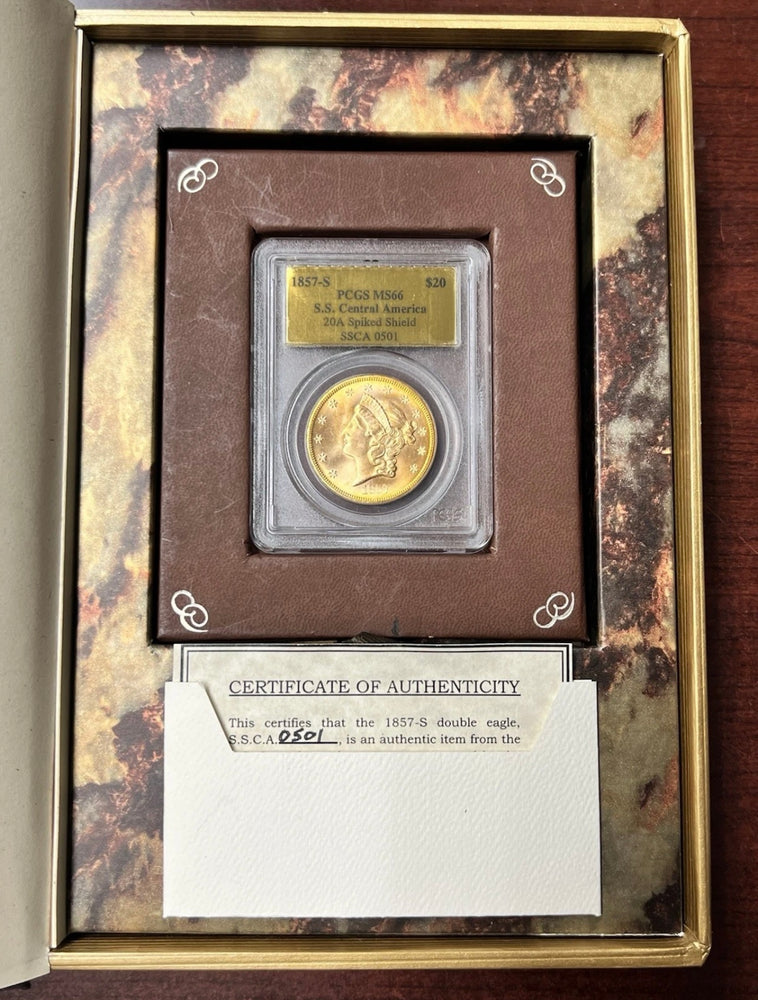 1857-S $20
PCGS MS66
S.S. Central America
20A Spiked Shield
SSCA 0501
CERTIFICATE OF AUTHENTICITY
This certifies that the 1857-S double eagle,
S.S.C.A. 0501, is an authentic item from the